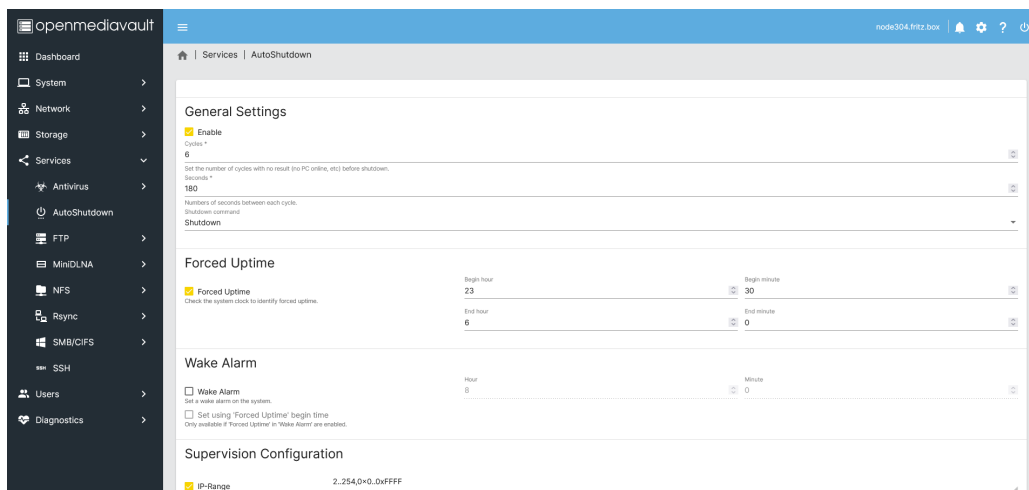 openmediavault
node304.fritz.box
Dashboard
System
Network
Storage
Services
Antivirus
AutoShutdown
FTP
MiniDLNA
NFS
Rsync
SMB/CIFS
SSH SSH
Users
Diagnostics
| Services | AutoShutdown
General Settings
Enable
Cycles *
6
Set the number of cycles with no result (no PC online, etc) before shutdown.
Seconds *
180
Numbers of seconds between each cycle.
Shutdown command
Shutdown
Forced Uptime
Forced Uptime
Check the system clock to identify forced uptime.
Begin hour
23
Begin minute
30
End hour
6
End minute
0
Wake Alarm
Wake Alarm
Set a wake alarm on the system.
Hour
8
Minute
0
Set using 'Forced Uptime' begin time
Only available if 'Forced Uptime' in 'Wake Alarm' are enabled.
Supervision Configuration
IP-Range
2..254,0×0..0xFFFF